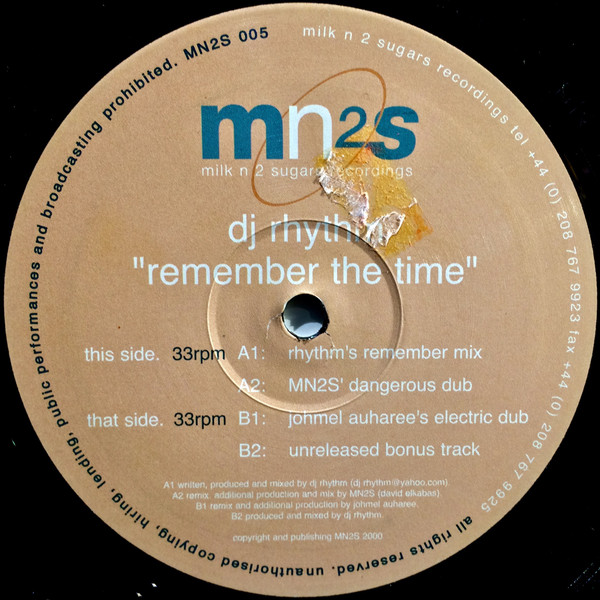 all rights reserved. unauthorised copying, hiring, lending, public performances and broadcasting prohibited. MN2S 005
milk n 2 sugars recordings tel +44 (0) 208 767 9923 fax +44 (0) 208 767 9925
mn2s
milk n 2 sugars recordings
dj rhythm
"remember the time"
this side. 33rpm A1: rhythm's remember mix
A2: MN2S' dangerous dub
that side. 33rpm B1: johmel auharee's electric dub
B2: unreleased bonus track
A1 written, produced and mixed by dj rhythm (dj rhythm@yahoo.com)
A2 remix. additional production and mix by MN2S (david elkabas).
B1 remix and additional production by johmel auharee.
B2 produced and mixed by dj rhythm.
copyright and publishing MN2S 2000